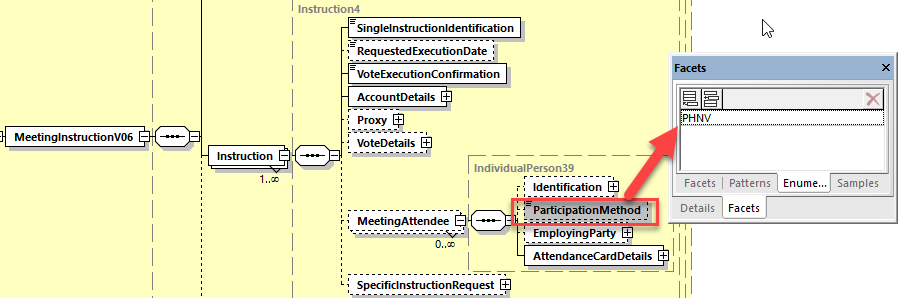 Instruction4
SingleInstructionIdentification
RequestedExecutionDate
VoteExecutionConfirmation
AccountDetails
Proxy
VoteDetails
MeetingInstructionV06
Instruction
1..∞
IndividualPerson39
Identification
ParticipationMethod
MeetingAttendee
0..∞
EmployingParty
AttendanceCardDetails
SpecificInstructionRequest
Facets
PHNV
Facets Patterns Enume... Samples
Details Facets